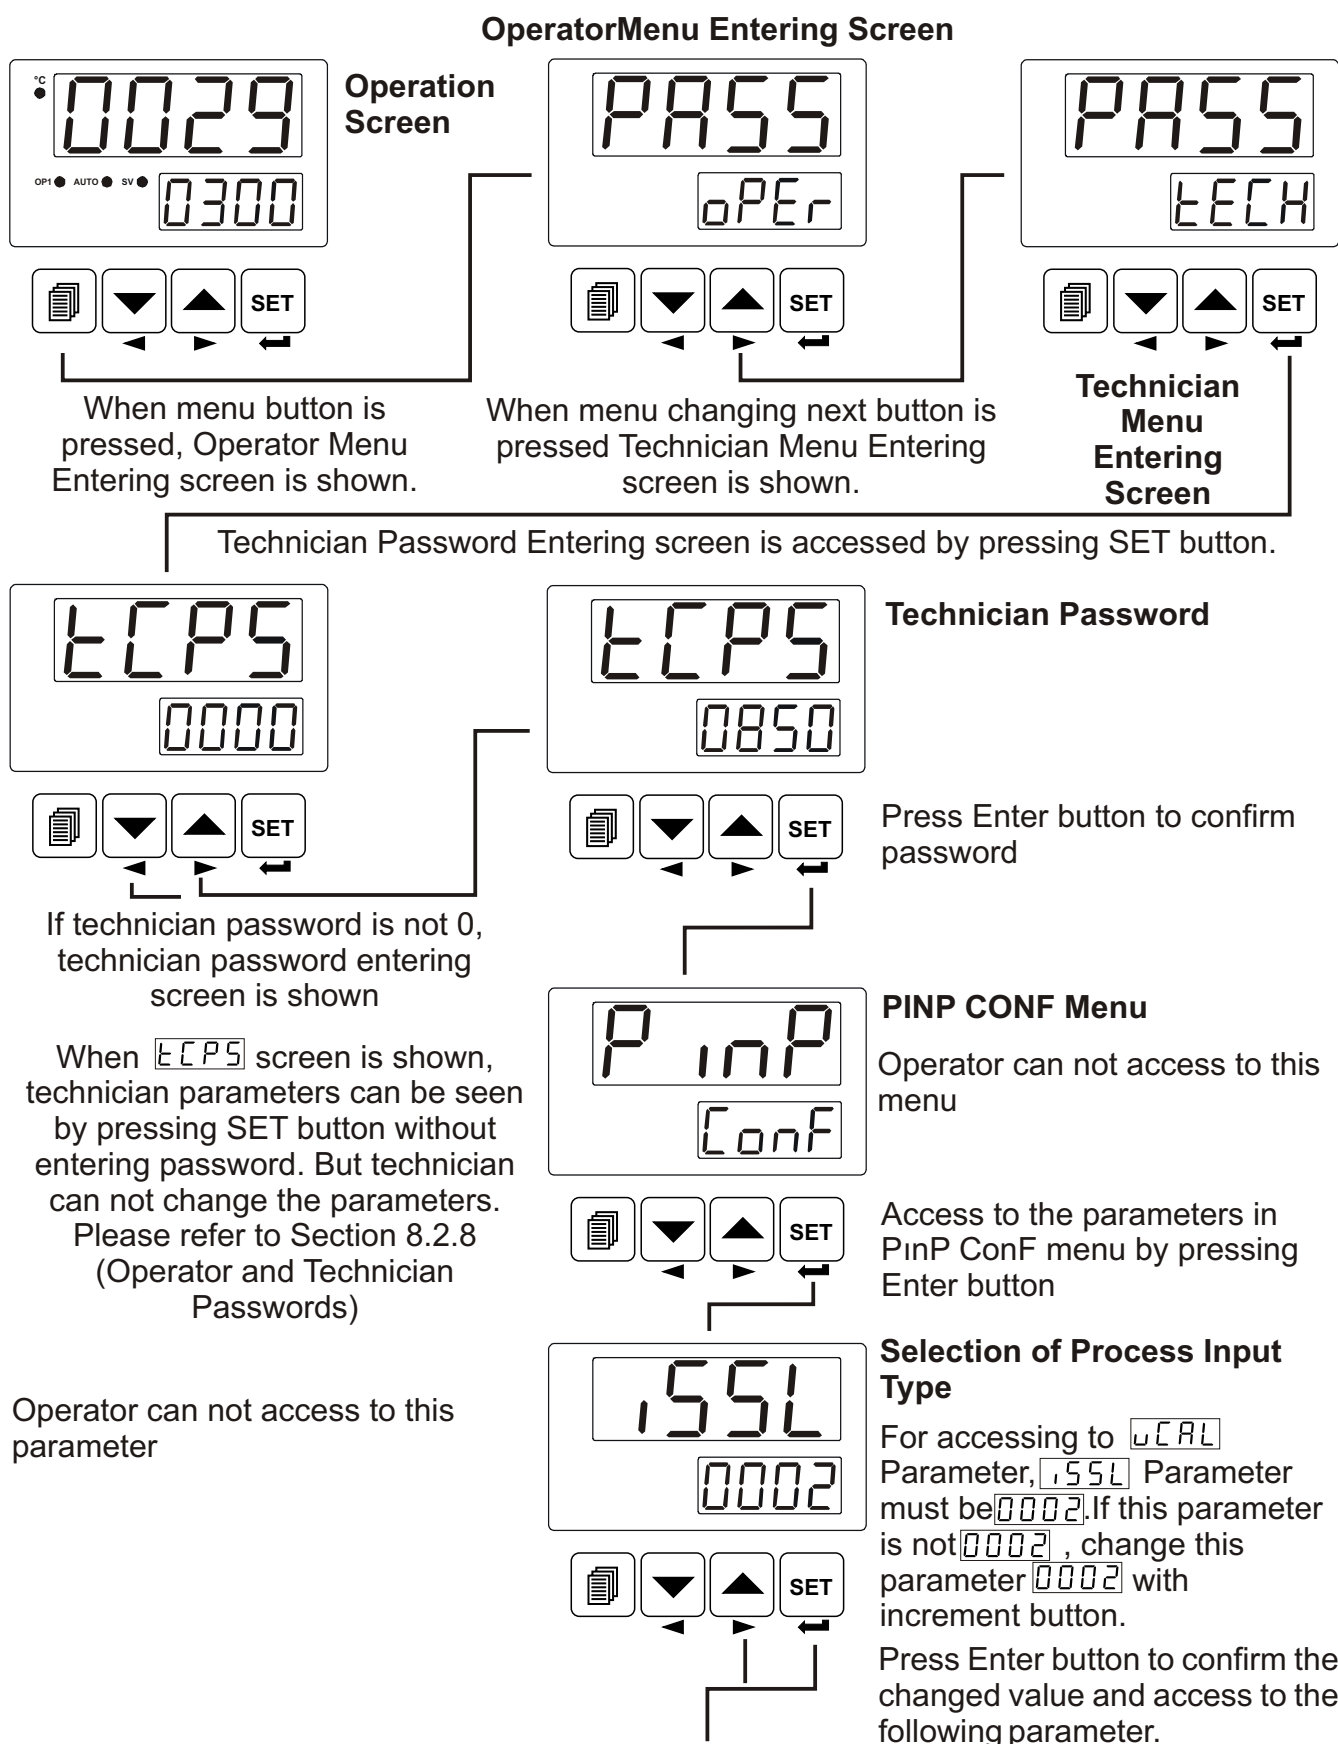 OperatorMenu Entering Screen
°C
0029
OP1 AUTO SV
0300
Operation
Screen
SET
When menu button is
pressed, Operator Menu
Entering screen is shown.
PASS
oPEr
SET
When menu changing next button is
pressed Technician Menu Entering
screen is shown.
PASS
tECH
SET
Technician
Menu
Entering
Screen
Technician Password Entering screen is accessed by pressing SET button.
tCPS
0000
SET
If technician password is not 0,
technician password entering
screen is shown
When tCPS screen is shown,
technician parameters can be seen
by pressing SET button without
entering password. But technician
can not change the parameters.
Please refer to Section 8.2.8
(Operator and Technician
Passwords)
tCPS
0850
SET
Technician Password
Press Enter button to confirm
password
PınP
ConF
SET
PINP CONF Menu
Operator can not access to this
menu
Access to the parameters in
PınP ConF menu by pressing
Enter button
Operator can not access to this
parameter
ıSSL
0002
SET
Selection of Process Input
Type
For accessing to uCAL
Parameter, ıSSL Parameter
must be 0002 .If this parameter
is not 0002 , change this
parameter 0002 with
increment button.
Press Enter button to confirm the
changed value and access to the
following parameter.